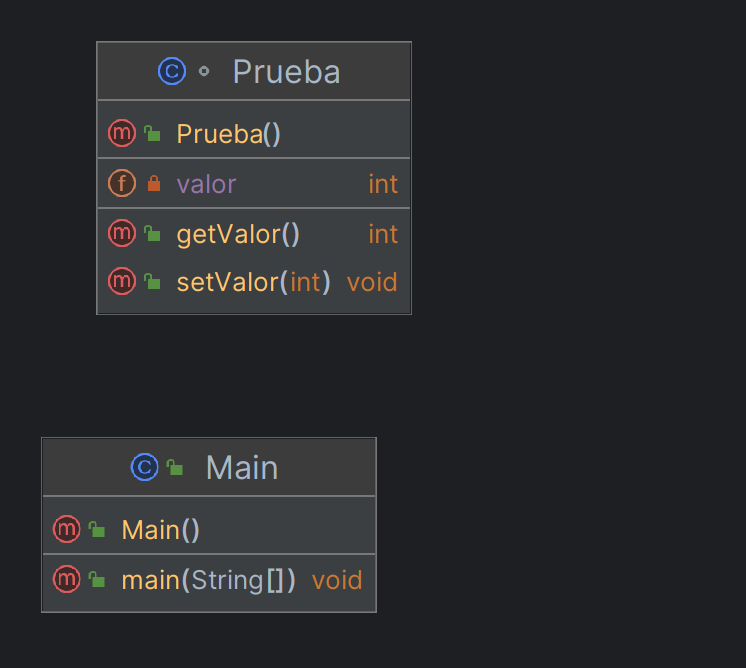 C Prueba
m Prueba()
f valor int
m getValor() int
m setValor(int) void
C Main
m Main()
m main(String[]) void